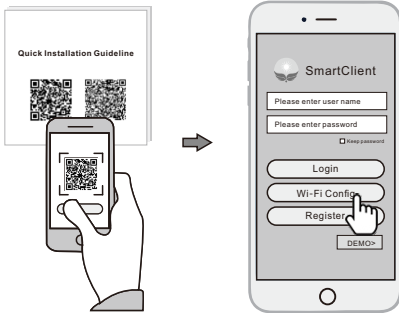 Quick Installation Guideline
SmartClient
Please enter user name
Please enter password
Keep password
Login
Wi-Fi Config
Register
DEMO>